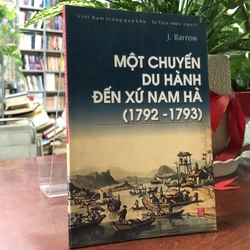 Việt Nam trong quá khứ - Tư liệu nước ngoài
J. Barrow
MỘT CHUYẾN
DU HÀNH
ĐẾN XỨ NAM HÀ
(1792 -1793)